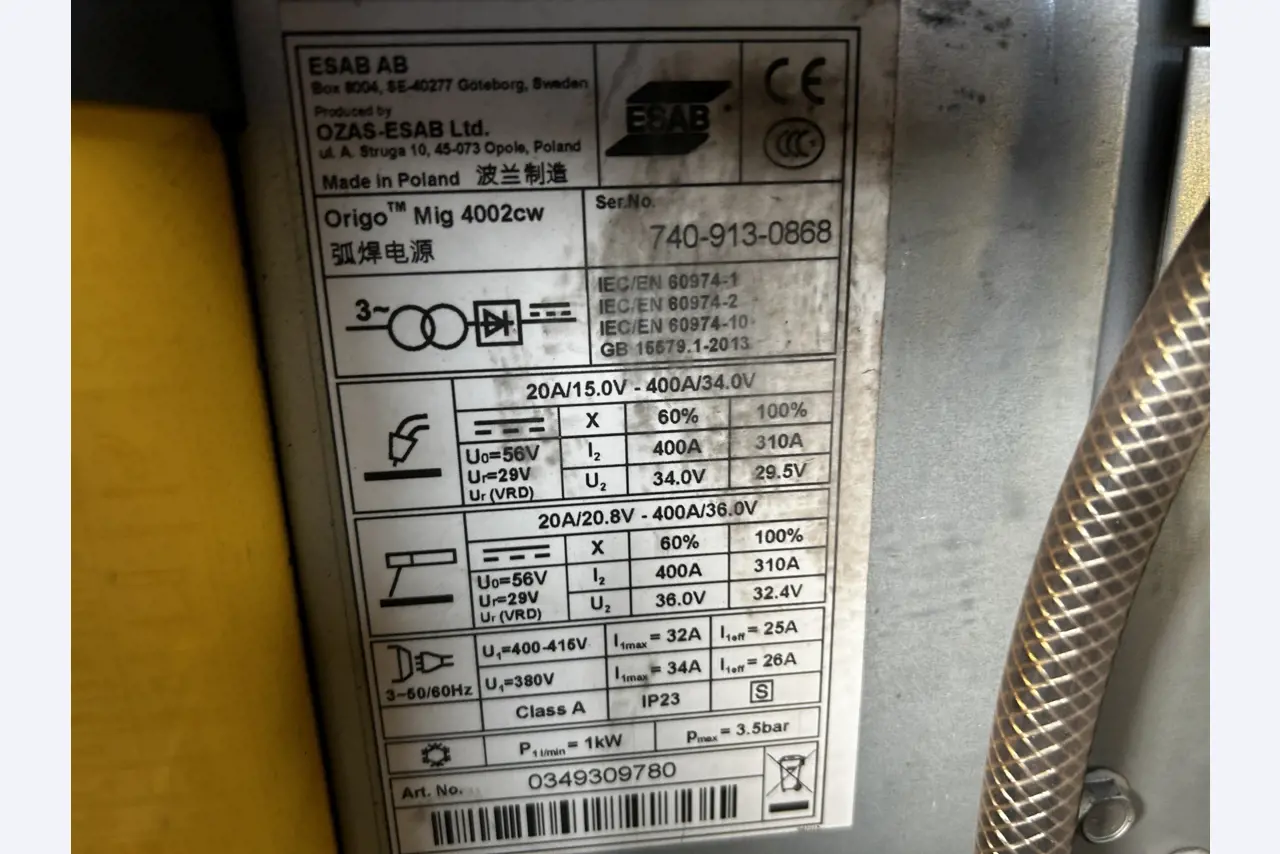 ESAB AB
Box 8004, SE-40277 Göteborg, Sweden
Produced by
OZAS-ESAB Ltd.
ul. A. Struga 10, 45-073 Opole, Poland
Made in Poland 波兰制造
ESAB
CE
CCC
Origo™ Mig 4002cw
弧焊电源
Ser.No.
740-913-0868
3~
IEC/EN 60974-1
IEC/EN 60974-2
IEC/EN 60974-10
GB 15579.1-2013
20A/15.0V - 400A/34.0V
X 60% 100%
U₀=56V
Ur=29V
Ur (VRD)
I₂ 400A 310A
U₂ 34.0V 29.5V
20A/20.8V - 400A/36.0V
X 60% 100%
U₀=56V
Ur=29V
Ur (VRD)
I₂ 400A 310A
U₂ 36.0V 32.4V
3~50/60Hz
U₁=400-415V I₁max = 32A I₁eff = 25A
U₁=380V I₁max = 34A I₁eff = 26A
Class A IP23 S
P1 l/min = 1kW Pmax = 3.5bar
Art. No. 0349309780